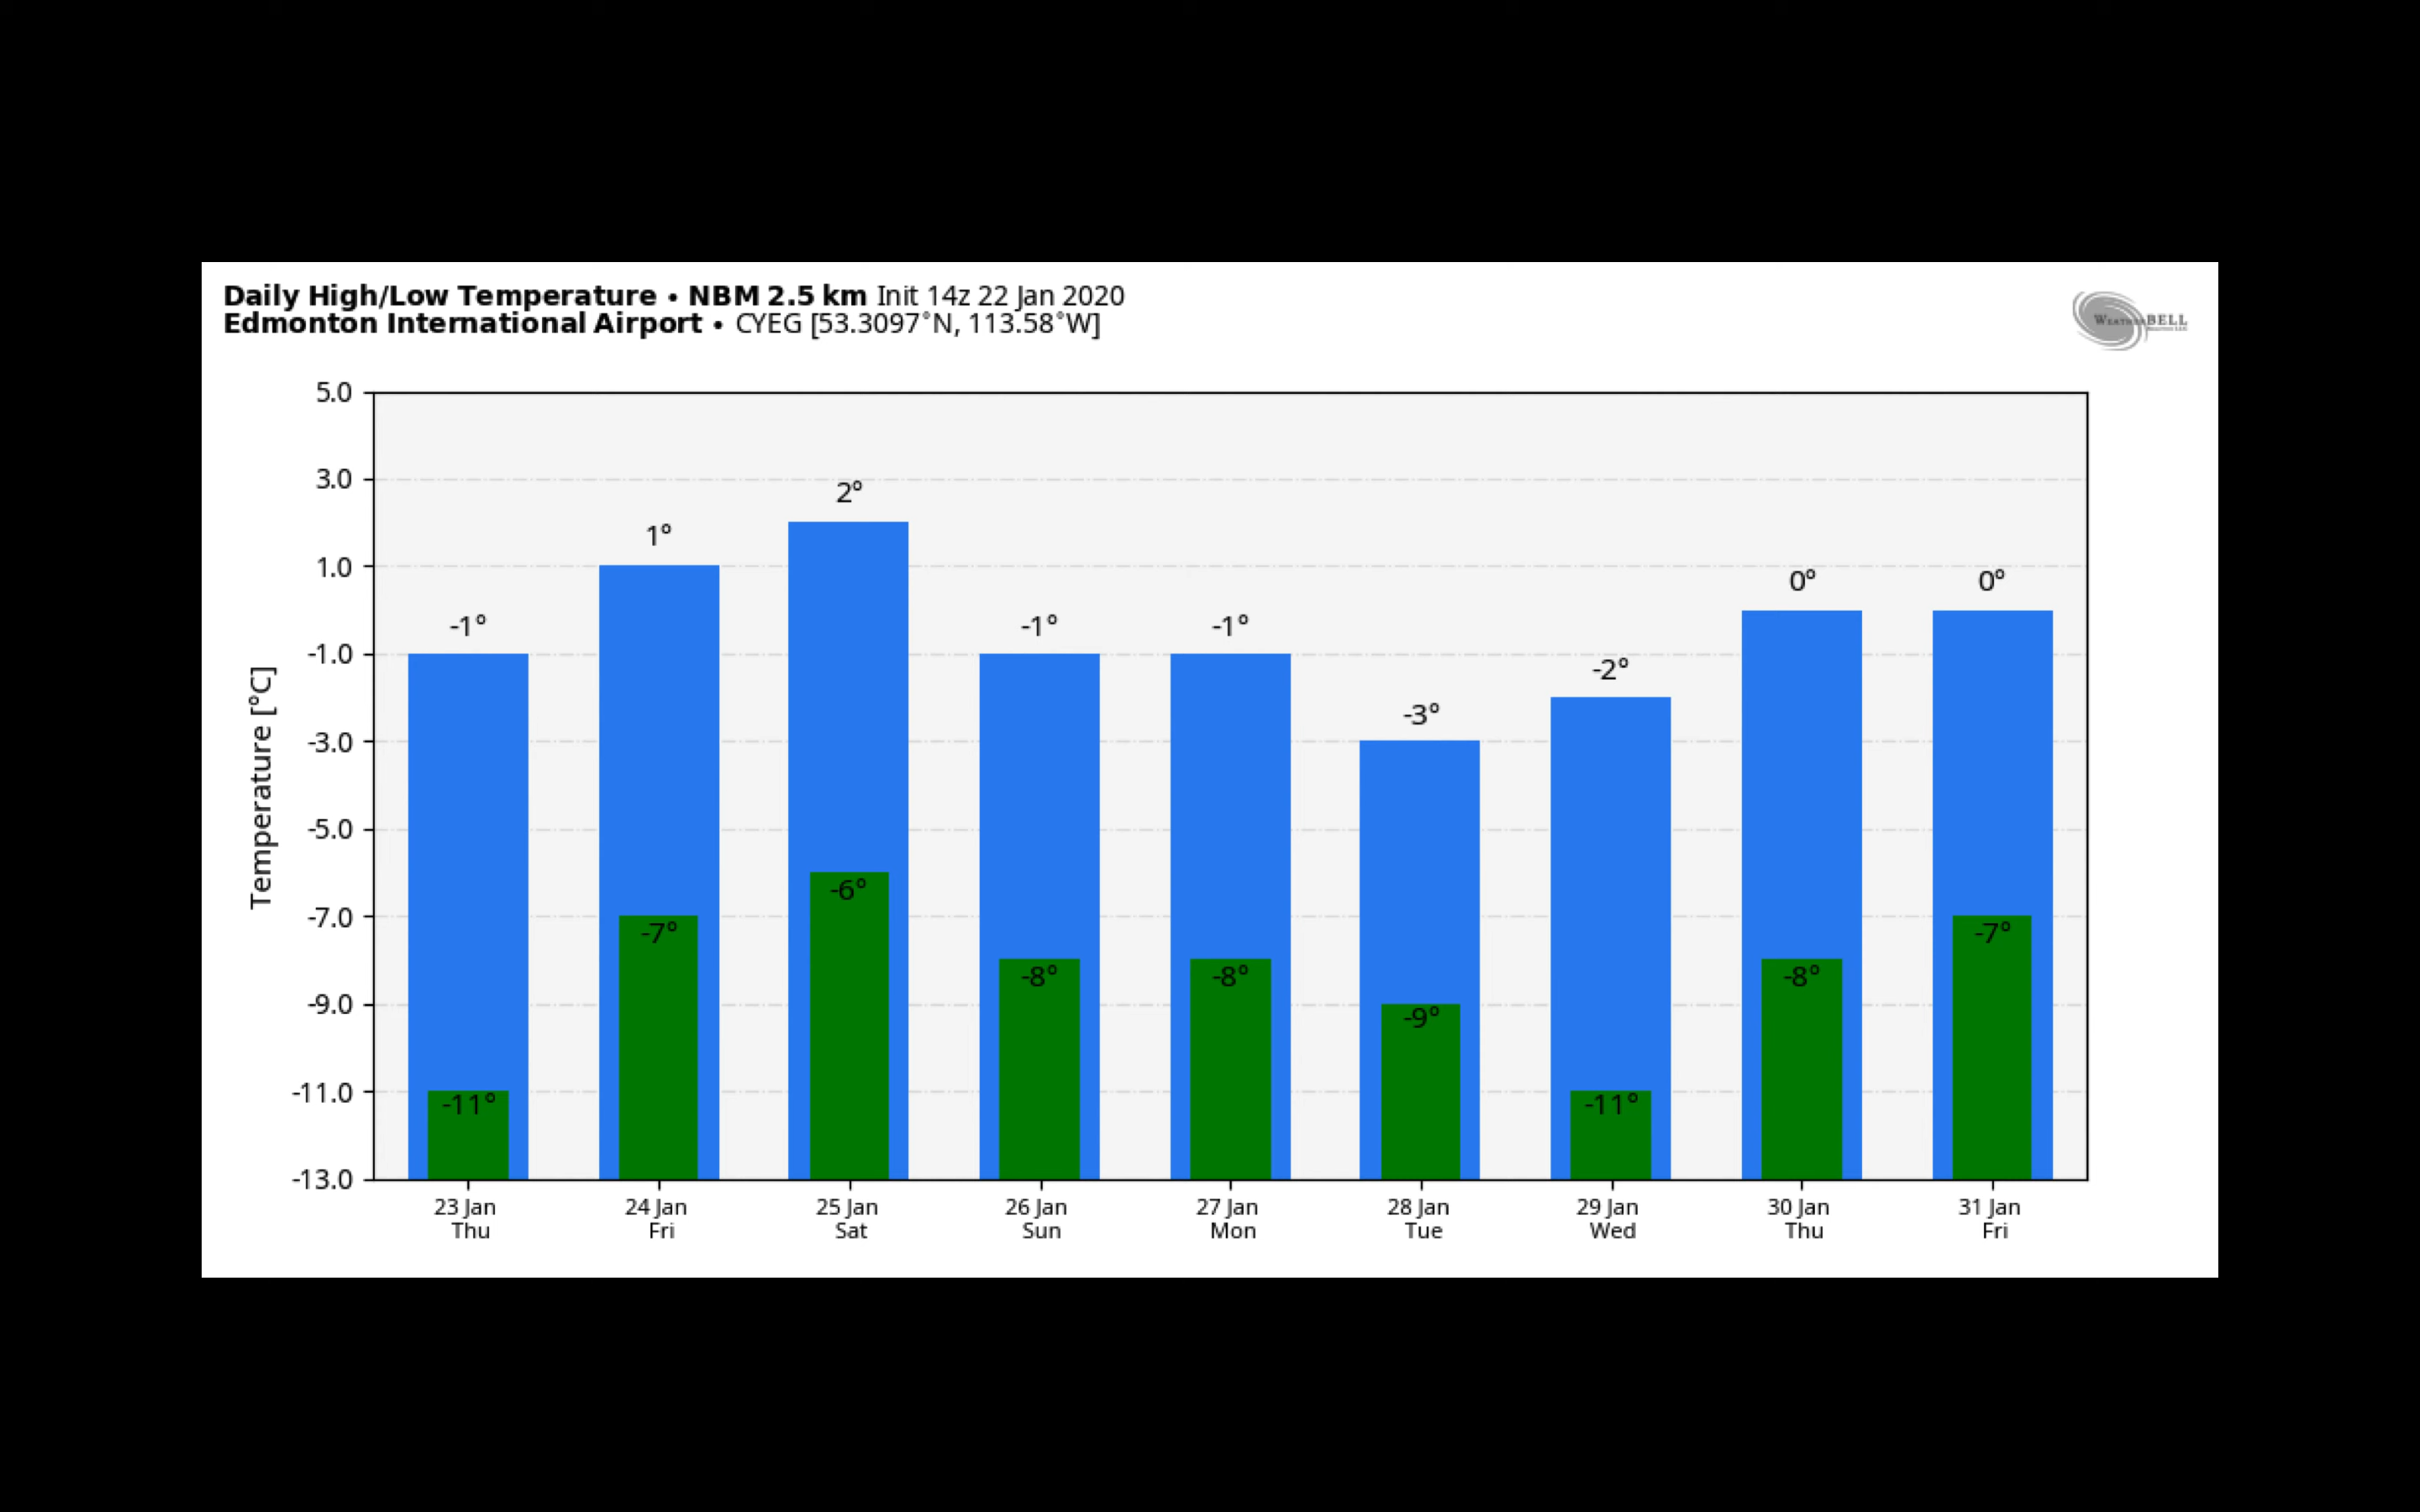 Daily High/Low Temperature • NBM 2.5 km Init 14z 22 Jan 2020
Edmonton International Airport • CYEG [53.3097°N, 113.58°W]
WEATHERBELL
5.0
3.0
1.0
-1.0
-3.0
-5.0
-7.0
-9.0
-11.0
-13.0
Temperature [°C]
-1°
1°
2°
-1°
-1°
-3°
-2°
0°
0°
-11°
-7°
-6°
-8°
-8°
-9°
-11°
-8°
-7°
23 Jan
Thu
24 Jan
Fri
25 Jan
Sat
26 Jan
Sun
27 Jan
Mon
28 Jan
Tue
29 Jan
Wed
30 Jan
Thu
31 Jan
Fri